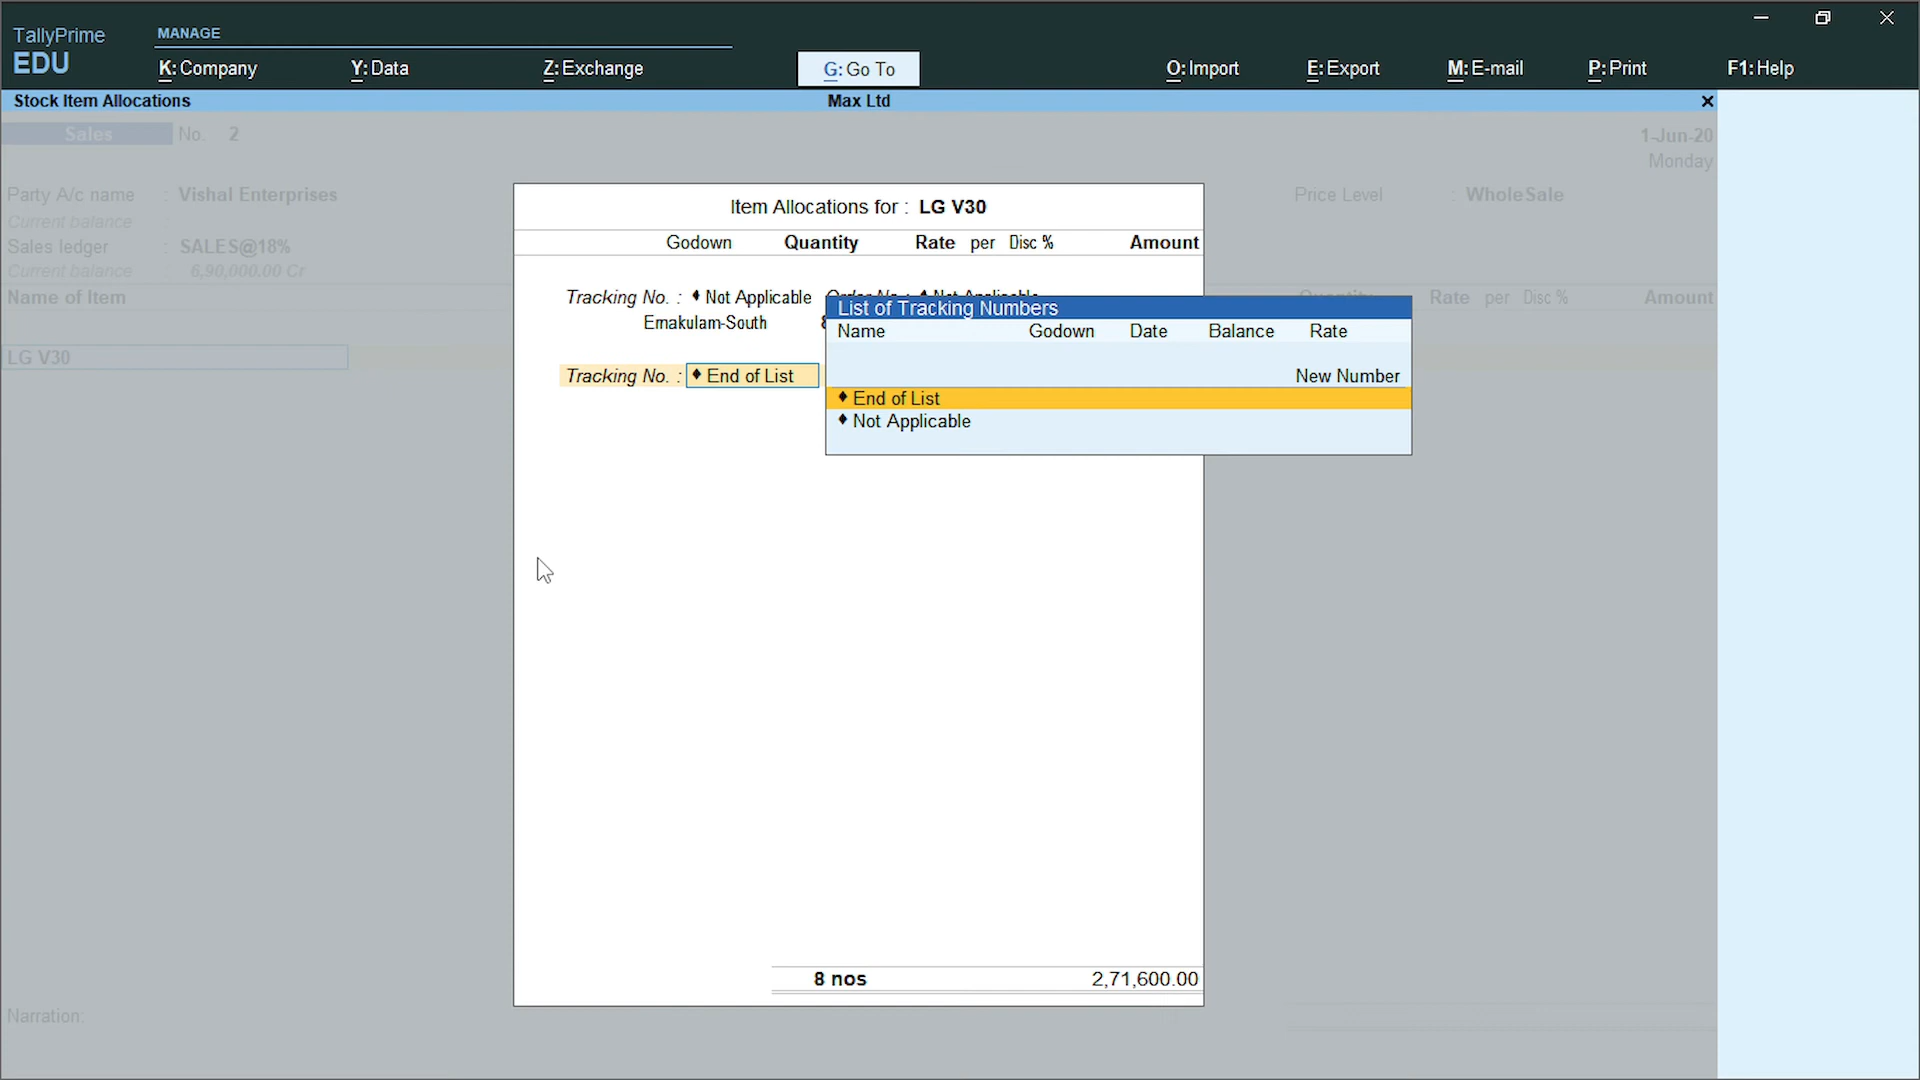 TallyPrime
EDU
MANAGE
K: Company
Y: Data
Z: Exchange
G: Go To
O: Import
E: Export
M: E-mail
P: Print
F1: Help
Stock Item Allocations
Max Ltd
Sales No. 2
1-Jun-20
Monday
Party A/c name : Vishal Enterprises
Price Level : WholeSale
Current balance :
Sales ledger : SALES@18%
Current balance : 6,90,000.00 Cr
Name of Item
Quantity Rate per Disc % Amount
LG V30
Item Allocations for : LG V30
Godown Quantity Rate per Disc % Amount
Tracking No. : ♦ Not Applicable Order No. : ♦ Not Applicable
Ernakulam-South
Tracking No. : ♦ End of List
List of Tracking Numbers
Name Godown Date Balance Rate
New Number
♦ End of List
♦ Not Applicable
8 nos 2,71,600.00
Narration: